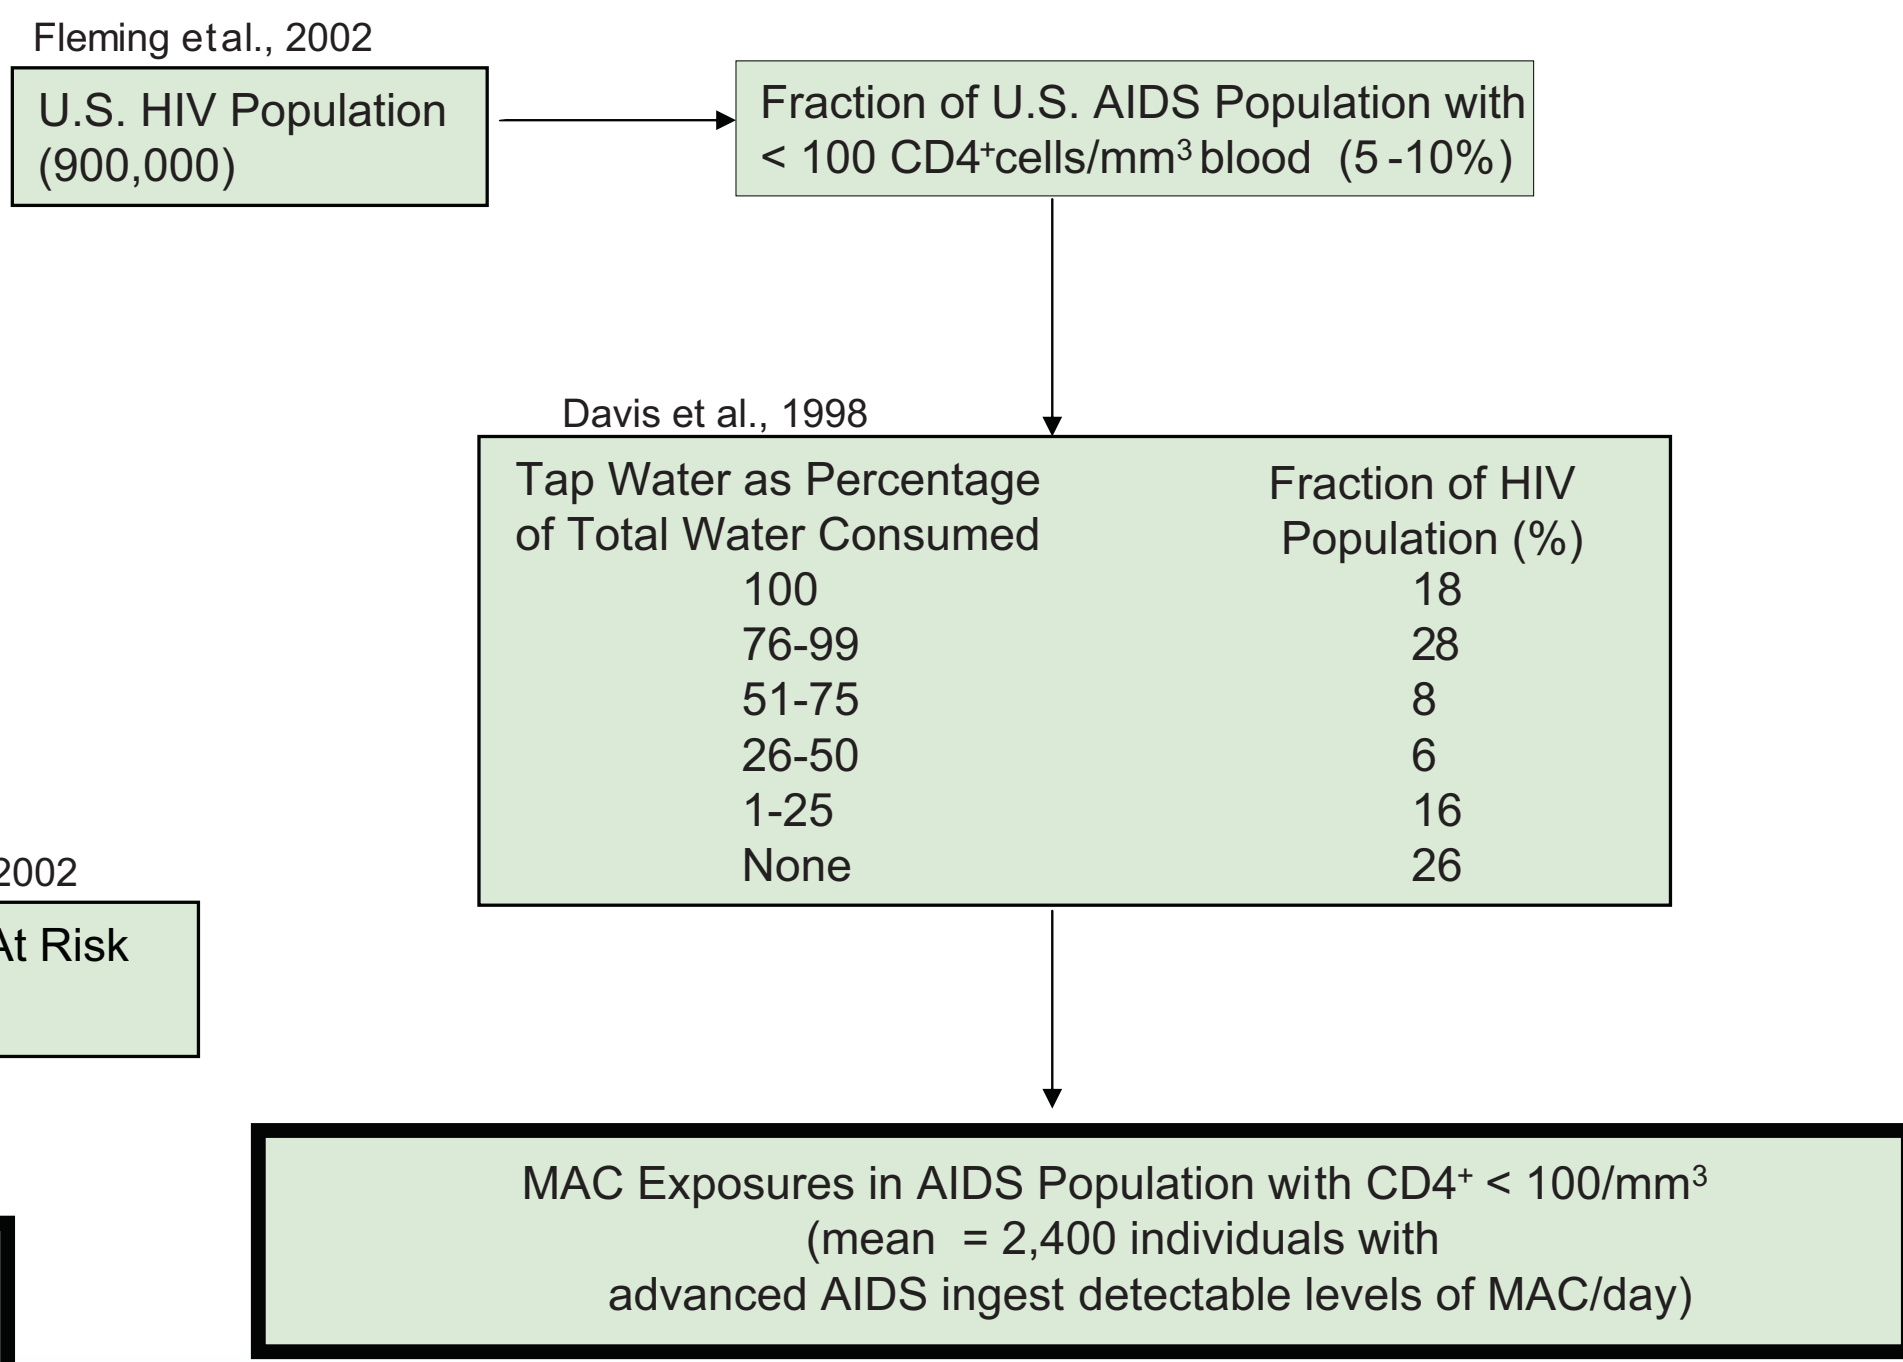 Fleming et al., 2002
U.S. HIV Population
(900,000)
Fraction of U.S. AIDS Population with
< 100 CD4⁺cells/mm³ blood (5-10%)
Davis et al., 1998
Tap Water as Percentage
of Total Water Consumed
Fraction of HIV
Population (%)
100 18
76-99 28
51-75 8
26-50 6
1-25 16
None 26
2002
At Risk
MAC Exposures in AIDS Population with CD4⁺ < 100/mm³
(mean = 2,400 individuals with
advanced AIDS ingest detectable levels of MAC/day)